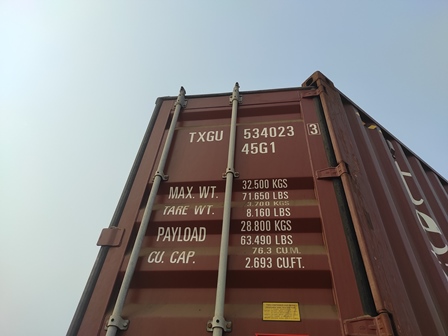 TXGU 534023 3
45G1
MAX. WT. 32.500 KGS
71.650 LBS
TARE WT. 3.700 KGS
8.160 LBS
PAYLOAD 28.800 KGS
63.490 LBS
CU. CAP. 76.3 CU.M.
2.693 CU.FT.